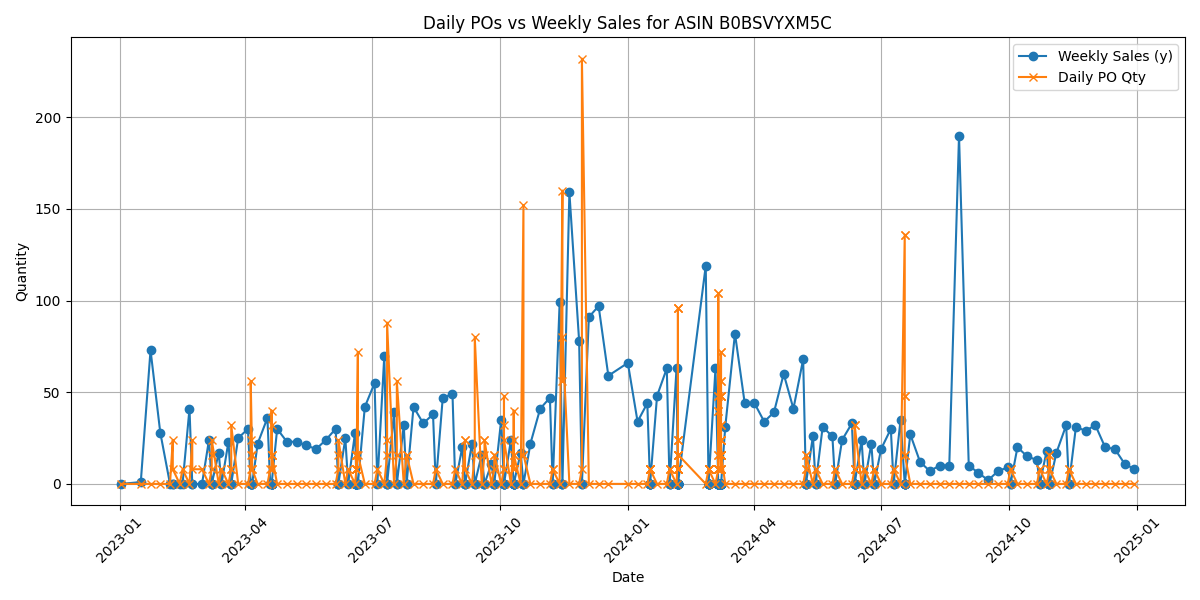 Daily POs vs Weekly Sales for ASIN B0BSVYXM5C
Weekly Sales (y)
Daily PO Qty
Quantity
200
150
100
50
0
2023-01
2023-04
2023-07
2023-10
2024-01
2024-04
2024-07
2024-10
2025-01
Date